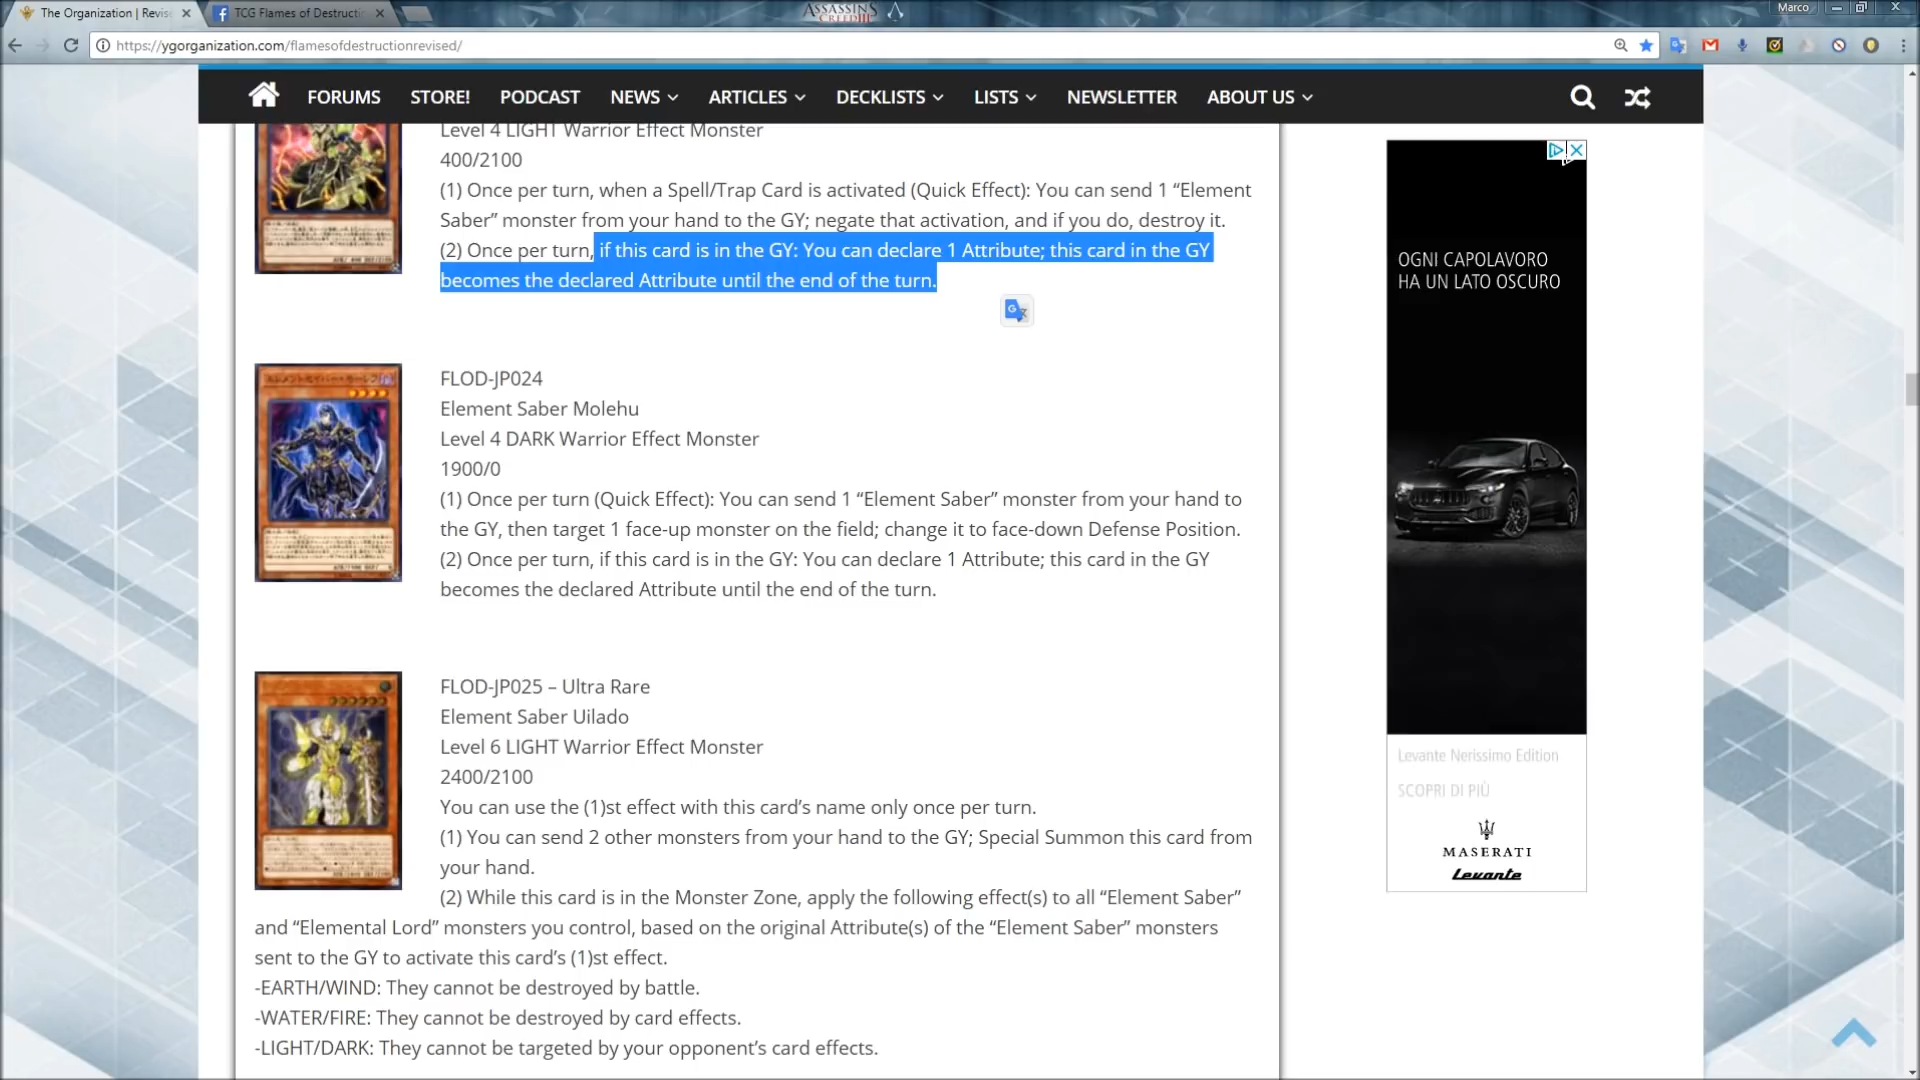 The Organization | Revis
TCG Flames of Destructi
ASSASSIN'S
CREED III
Marco
https://ygorganization.com/flamesofdestructionrevised/
FORUMS STORE! PODCAST NEWS ARTICLES DECKLISTS LISTS NEWSLETTER ABOUT US
Level 4 LIGHT Warrior Effect Monster
400/2100
(1) Once per turn, when a Spell/Trap Card is activated (Quick Effect): You can send 1 “Element
Saber” monster from your hand to the GY; negate that activation, and if you do, destroy it.
(2) Once per turn, if this card is in the GY: You can declare 1 Attribute; this card in the GY
becomes the declared Attribute until the end of the turn.
FLOD-JP024
Element Saber Molehu
Level 4 DARK Warrior Effect Monster
1900/0
(1) Once per turn (Quick Effect): You can send 1 “Element Saber” monster from your hand to
the GY, then target 1 face-up monster on the field; change it to face-down Defense Position.
(2) Once per turn, if this card is in the GY: You can declare 1 Attribute; this card in the GY
becomes the declared Attribute until the end of the turn.
FLOD-JP025 – Ultra Rare
Element Saber Uilado
Level 6 LIGHT Warrior Effect Monster
2400/2100
You can use the (1)st effect with this card’s name only once per turn.
(1) You can send 2 other monsters from your hand to the GY; Special Summon this card from
your hand.
(2) While this card is in the Monster Zone, apply the following effect(s) to all “Element Saber”
and “Elemental Lord” monsters you control, based on the original Attribute(s) of the “Element Saber” monsters
sent to the GY to activate this card’s (1)st effect.
-EARTH/WIND: They cannot be destroyed by battle.
-WATER/FIRE: They cannot be destroyed by card effects.
-LIGHT/DARK: They cannot be targeted by your opponent’s card effects.
OGNI CAPOLAVORO
HA UN LATO OSCURO
Levante Nerissimo Edition
SCOPRI DI PIÙ
MASERATI
Levante